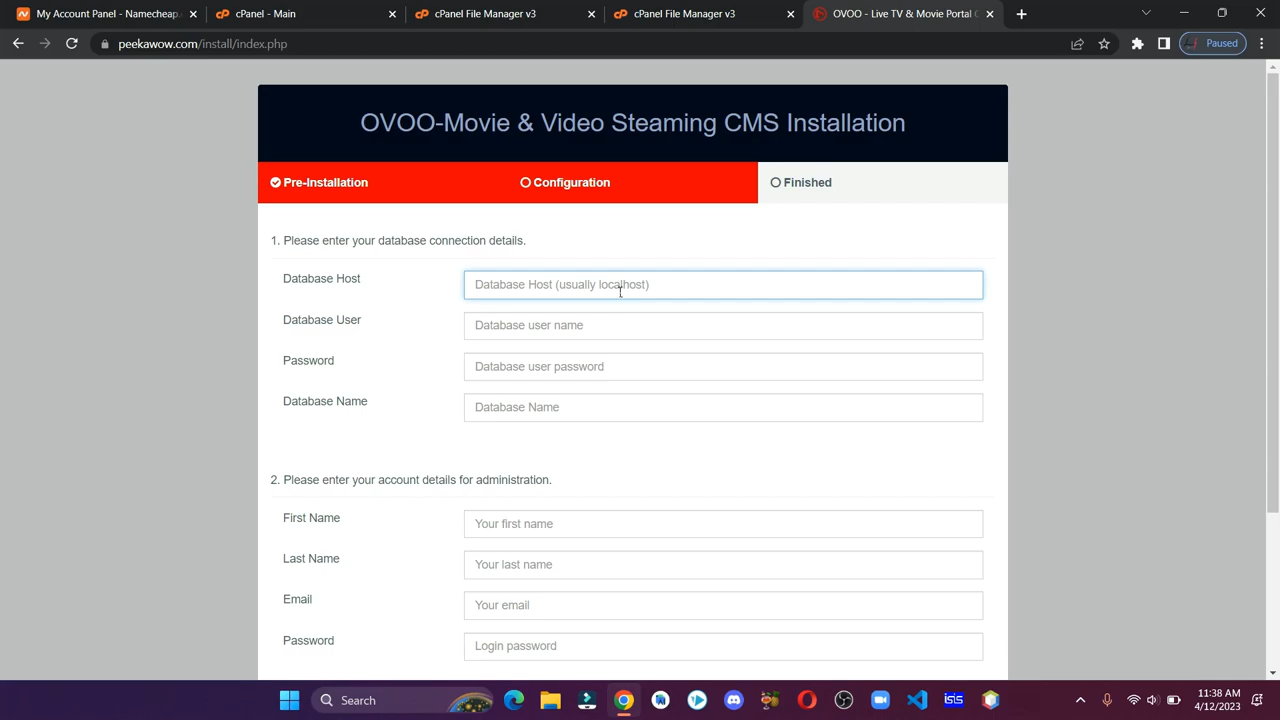 My Account Panel - Namecheap.
cPanel - Main
cPanel File Manager v3
cPanel File Manager v3
OVOO - Live TV & Movie Portal C
peekawow.com/install/index.php
Paused
OVOO-Movie & Video Steaming CMS Installation
Pre-Installation
Configuration
Finished
1. Please enter your database connection details.
Database Host
Database Host (usually localhost)
Database User
Database user name
Password
Database user password
Database Name
Database Name
2. Please enter your account details for administration.
First Name
Your first name
Last Name
Your last name
Email
Your email
Password
Login password
Search
isis
11:38 AM
4/12/2023